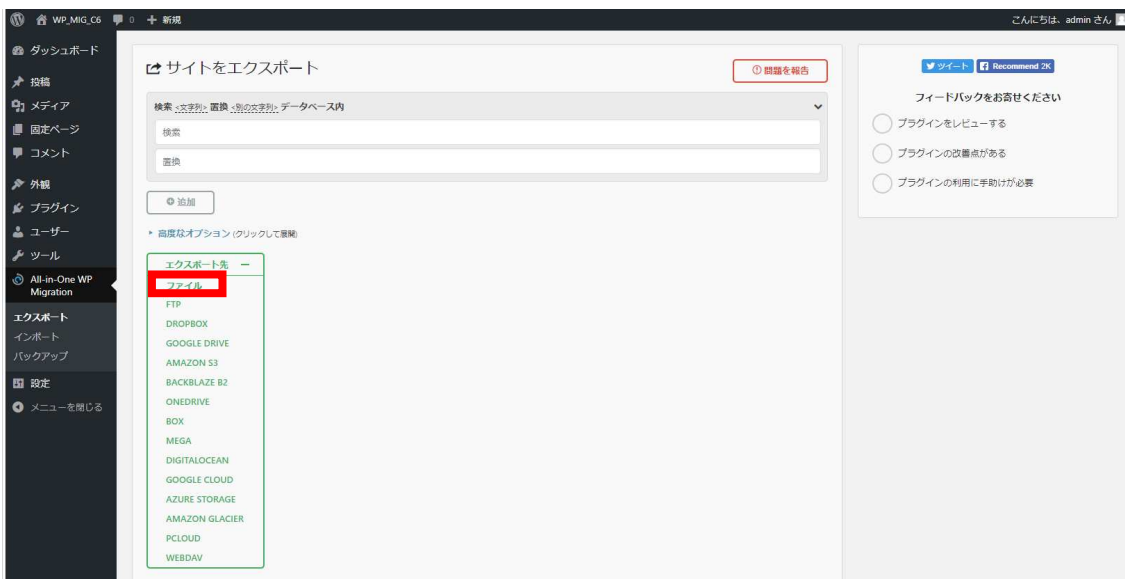 WP_MIG_C6 0 新規
こんにちは、admin さん
ダッシュボード
投稿
メディア
固定ページ
コメント
外観
プラグイン
ユーザー
ツール
All-in-One WP
Migration
エクスポート
インポート
バックアップ
設定
メニューを閉じる
サイトをエクスポート
問題を報告
検索 <文字列> 置換 <別の文字列> データベース内
検索
置換
追加
高度なオプション (クリックして展開)
エクスポート先
ファイル
FTP
DROPBOX
GOOGLE DRIVE
AMAZON S3
BACKBLAZE B2
ONEDRIVE
BOX
MEGA
DIGITALOCEAN
GOOGLE CLOUD
AZURE STORAGE
AMAZON GLACIER
PCLOUD
WEBDAV
ツイート Recommend 2K
フィードバックをお寄せください
プラグインをレビューする
プラグインの改善点がある
プラグインの利用に手助けが必要